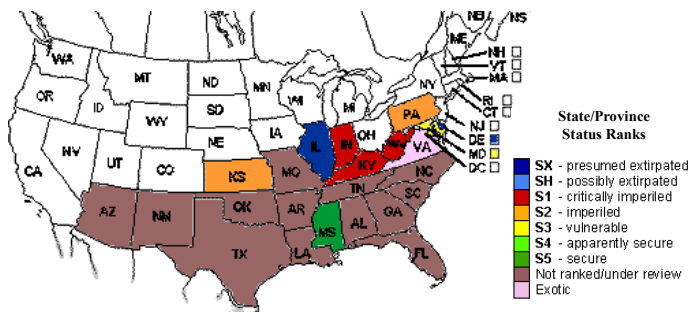 NB
NS
ME
WA
MT
ND
MN
NH
VT
MA
OR
ID
SD
WI
MI
NY
RI
CT
WY
IA
PA
NJ
State/Province
Status Ranks
NE
IL
IN
OH
WV
VA
DE
MD
DC
NV
UT
CO
KS
MO
KY
CA
TN
NC
SX - presumed extirpated
SH - possibly extirpated
S1 - critically imperiled
S2 - imperiled
S3 - vulnerable
S4 - apparently secure
S5 - secure
Not ranked/under review
Exotic
AZ
NM
OK
AR
SC
MS
AL
GA
TX
LA
FL